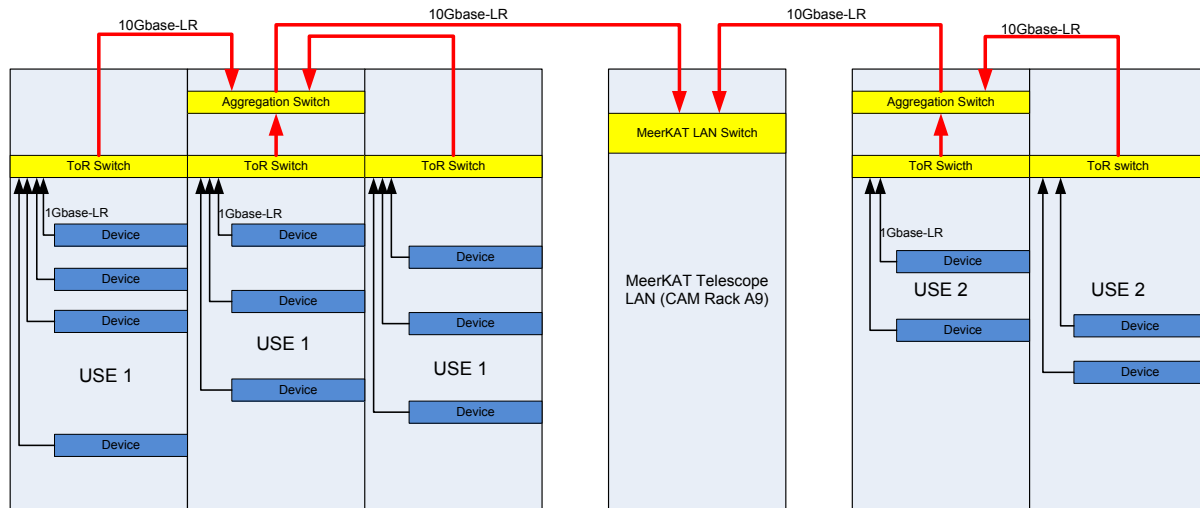 10Gbase-LR
10Gbase-LR
10Gbase-LR
10Gbase-LR
Aggregation Switch
MeerKAT LAN Switch
Aggregation Switch
ToR Switch
ToR Switch
ToR Switch
ToR Swicth
ToR switch
1Gbase-LR
Device
Device
Device
USE 1
Device
1Gbase-LR
Device
Device
USE 1
Device
Device
Device
USE 1
Device
MeerKAT Telescope
LAN (CAM Rack A9)
1Gbase-LR
Device
USE 2
Device
USE 2
Device
Device